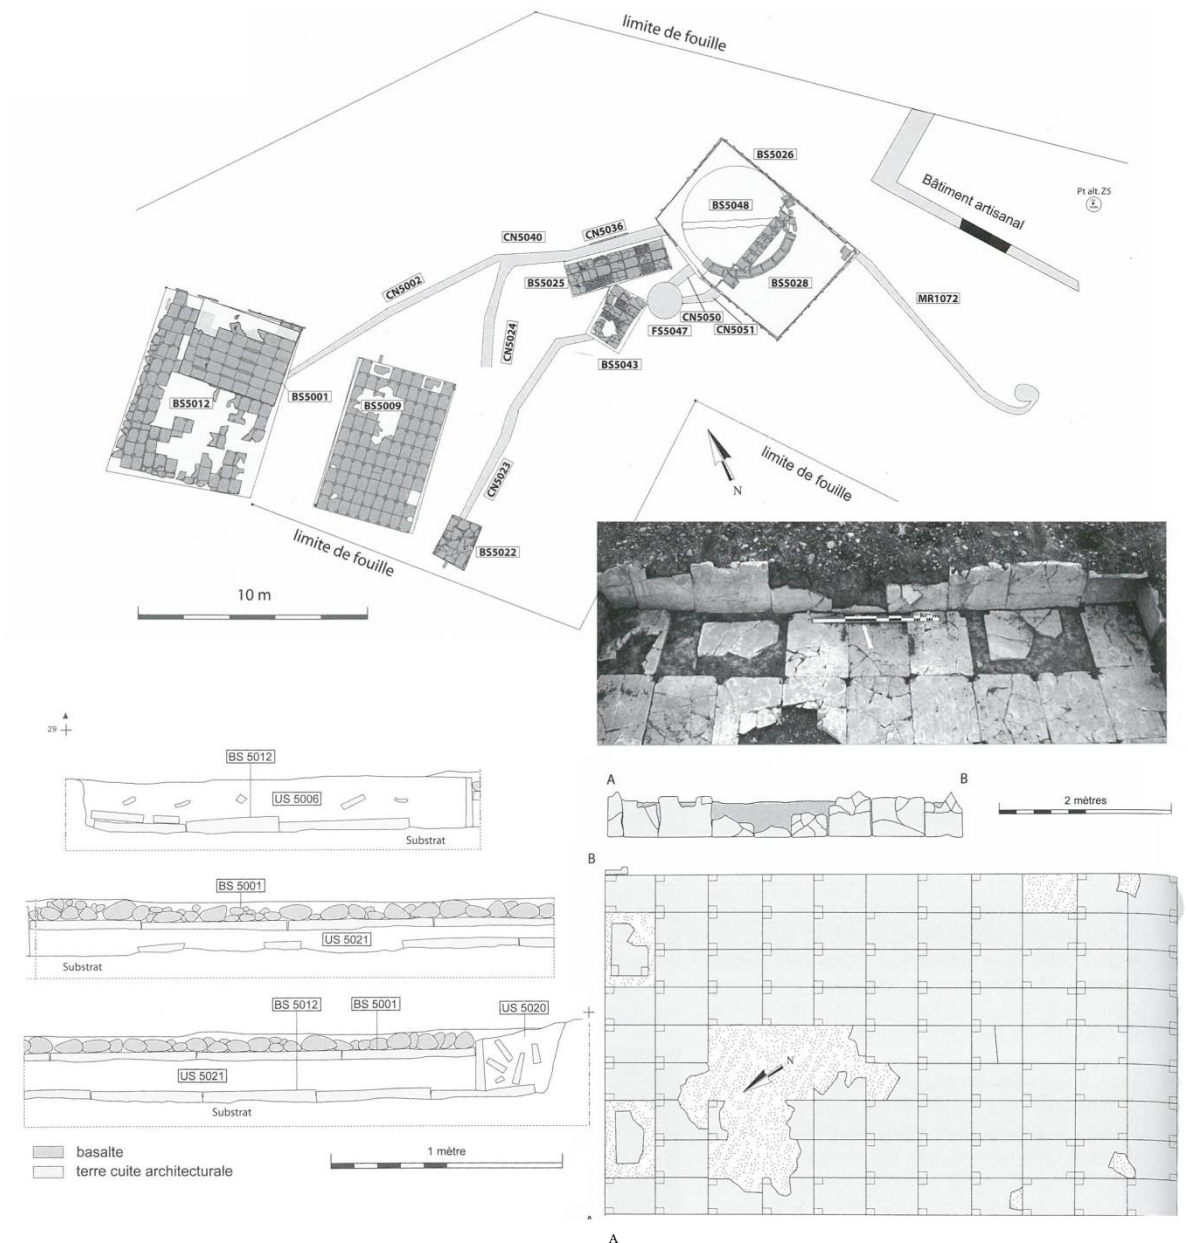 limite de fouille
BS5026
Bâtiment artisanal
Pt alt. Z5
BS5048
CN5036
CN5040
BS5025
CN5002
BS5028
MR1072
CN5050
CN5051
FS5047
CN5024
BS5043
BS5001
BS5012
BS5009
limite de fouille
N
CN5023
BS5022
limite de fouille
10 m
29
BS 5012
US 5006
Substrat
A
B
2 mètres
B
BS 5001
US 5021
Substrat
BS 5012
BS 5001
US 5020
US 5021
Substrat
N
basalte
terre cuite architecturale
1 mètre
A